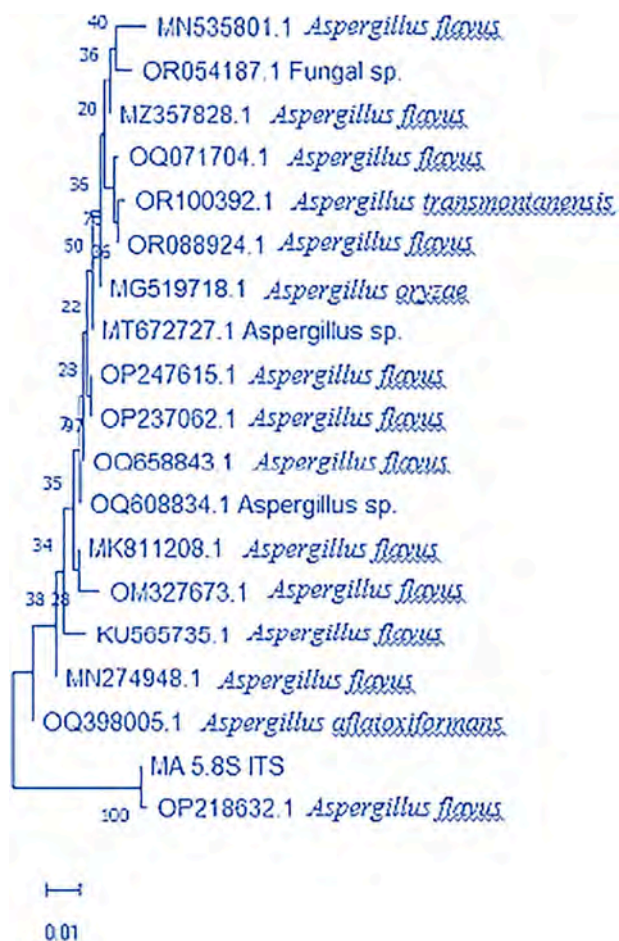 40 MN535801.1 Aspergillus flavus
36
OR054187.1 Fungal sp.
20 MZ357828.1 Aspergillus flavus
OQ071704.1 Aspergillus flavus
36 OR100392.1 Aspergillus transmontanensis
50 36 OR088924.1 Aspergillus flavus
MG519718.1 Aspergillus oryzae
22
MT672727.1 Aspergillus sp.
23 OP247615.1 Aspergillus flavus
OP237062.1 Aspergillus flavus
OQ658843.1 Aspergillus flavus
35
OQ608834.1 Aspergillus sp.
34 MK811208.1 Aspergillus flavus
28 OM327673.1 Aspergillus flavus
KU565735.1 Aspergillus flavus
MN274948.1 Aspergillus flavus
OQ398005.1 Aspergillus aflatoxiformans
MA 5.8S ITS
100 OP218632.1 Aspergillus flavus
0.01